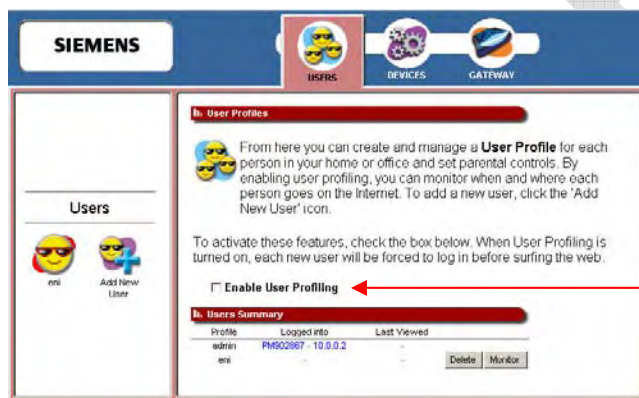 SIEMENS
USERS
DEVICES
GATEWAY
Users
eni
Add New
User
User Profiles
From here you can create and manage a User Profile for each
person in your home or office and set parental controls. By
enabling user profiling, you can monitor when and where each
person goes on the Internet. To add a new user, click the 'Add
New User' icon.
To activate these features, check the box below. When User Profiling is
turned on, each new user will be forced to log in before surfing the web.
Enable User Profiling
Users Summary
Profile Logged into Last Viewed
admin PM902867 - 10.0.0.2 -
eni - - Delete Monitor